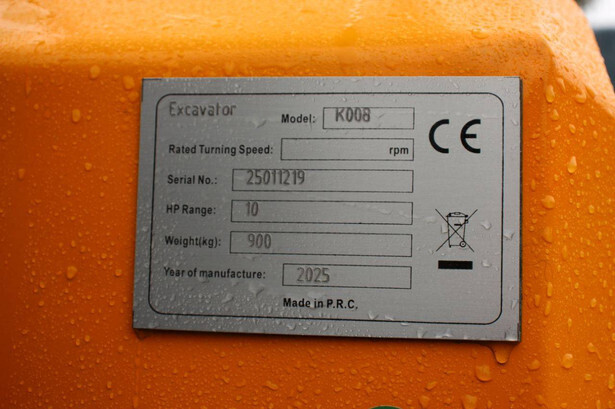 Excavator
Model: K008
CE
Rated Turning Speed: rpm
Serial No.: 25011219
HP Range: 10
Weight(kg): 900
Year of manufacture: 2025
Made in P.R.C.